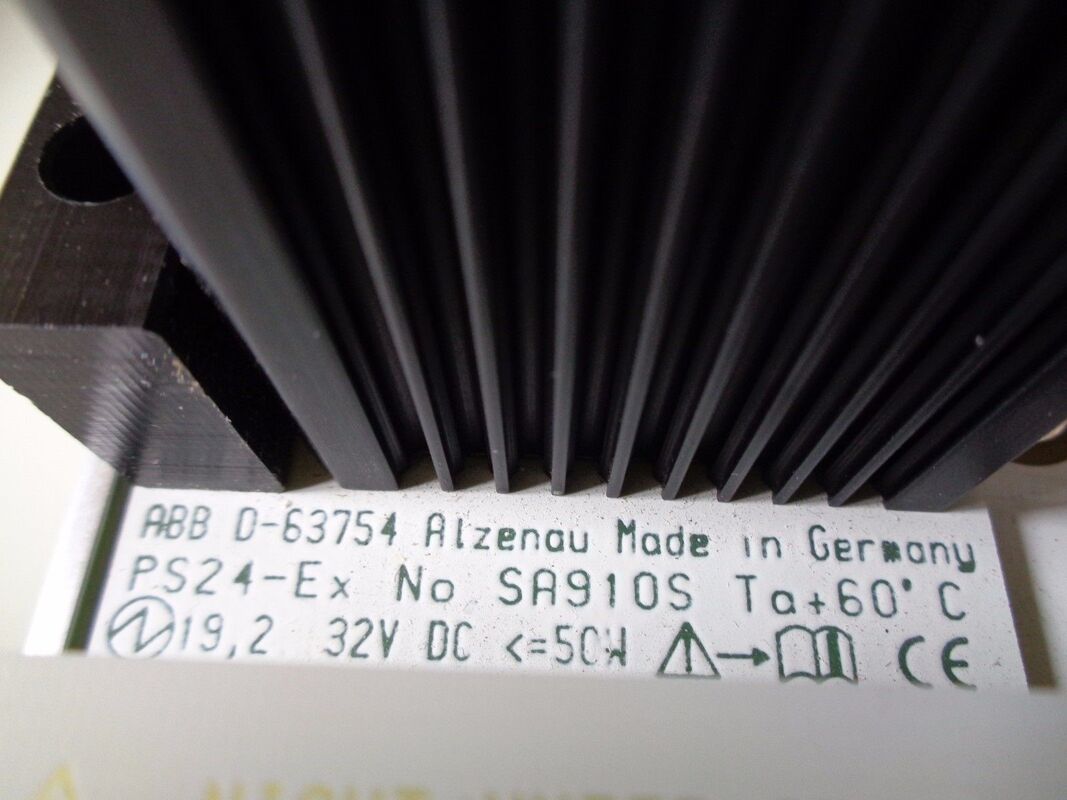 ABB D-63754 Alzenau Made in Germany
PS24-Ex No SA910S Ta+60°C
19,2 32V DC <=50W CE